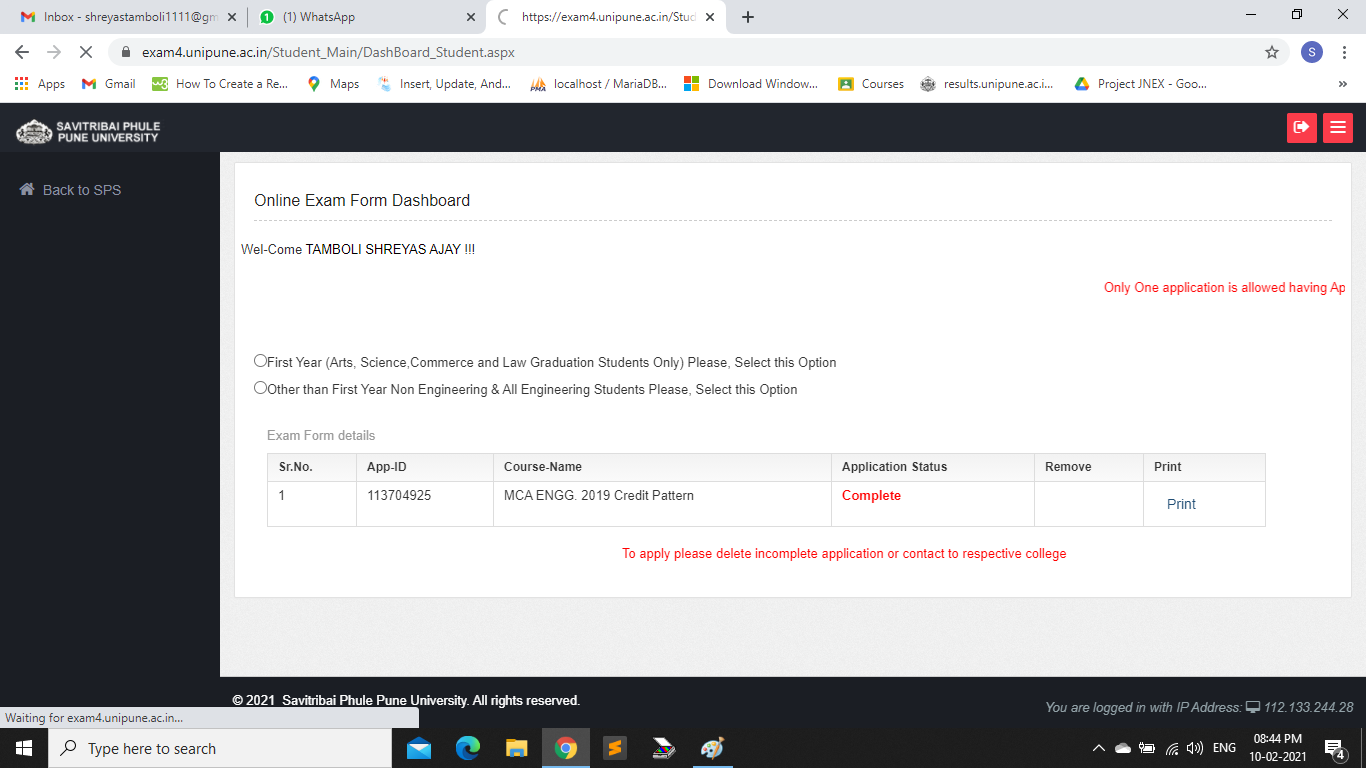 Inbox - shreyastamboli1111@gm
(1) WhatsApp
https://exam4.unipune.ac.in/Stud
exam4.unipune.ac.in/Student_Main/DashBoard_Student.aspx
S
Apps
Gmail
How To Create a Re...
Maps
Insert, Update, And...
localhost / MariaDB...
Download Window...
Courses
results.unipune.ac.i...
Project JNEX - Goo...
SAVITRIBAI PHULE
PUNE UNIVERSITY
Back to SPS
Online Exam Form Dashboard
Wel-Come TAMBOLI SHREYAS AJAY !!!
Only One application is allowed having Ap
First Year (Arts, Science,Commerce and Law Graduation Students Only) Please, Select this Option
Other than First Year Non Engineering & All Engineering Students Please, Select this Option
Exam Form details
Sr.No. App-ID Course-Name Application Status Remove Print
1 113704925 MCA ENGG. 2019 Credit Pattern Complete Print
To apply please delete incomplete application or contact to respective college
© 2021 Savitribai Phule Pune University. All rights reserved.
You are logged in with IP Address: 112.133.244.28
Waiting for exam4.unipune.ac.in...
Type here to search
ENG
08:44 PM
10-02-2021
4